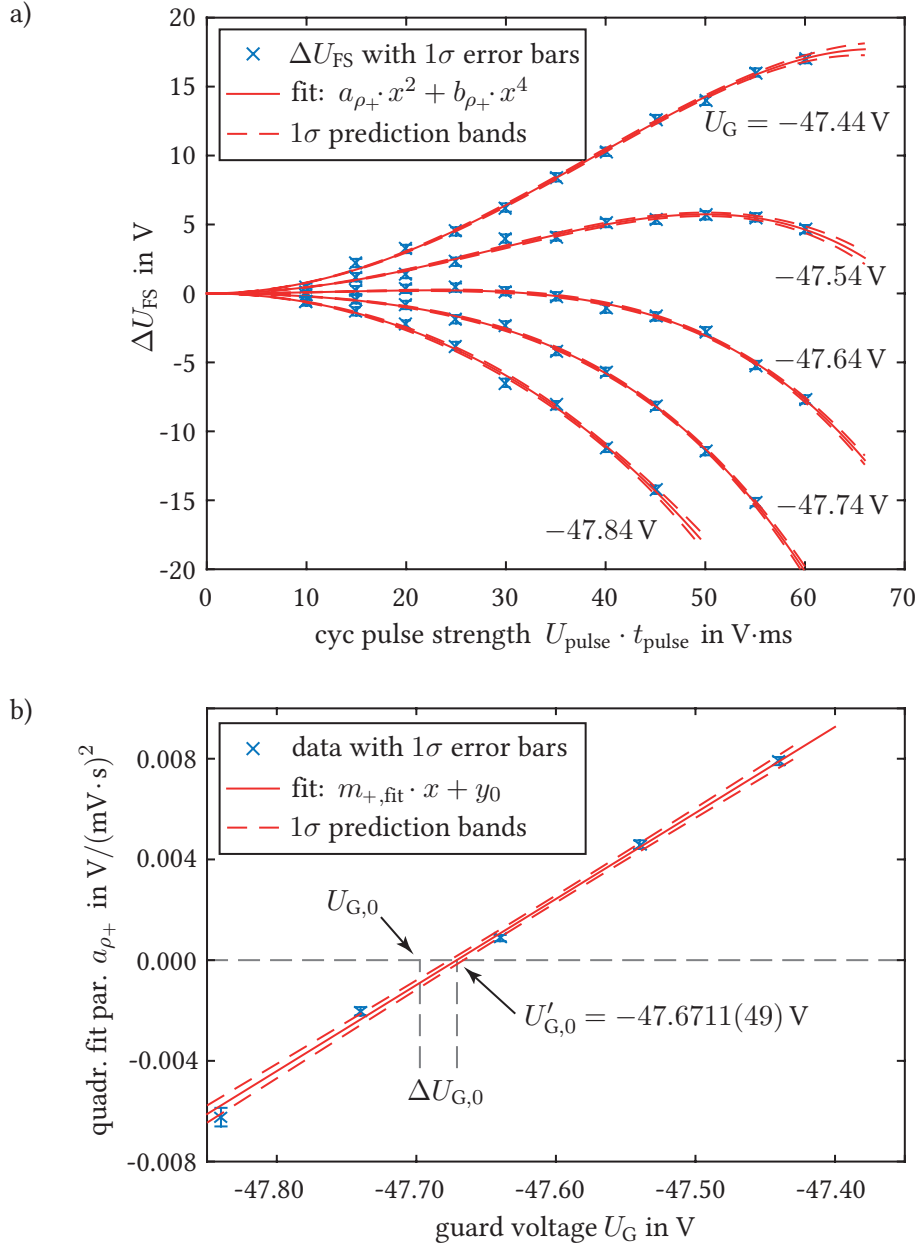 a)
20
15
10
5
0
-5
-10
-15
-20
ΔU_FS in V
× ΔU_FS with 1σ error bars
fit: a_ρ+ · x² + b_ρ+ · x⁴
1σ prediction bands
U_G = −47.44 V
−47.54 V
−47.64 V
−47.74 V
−47.84 V
0 10 20 30 40 50 60 70
cyc pulse strength U_pulse · t_pulse in V·ms
b)
0.008
0.004
0.000
-0.004
-0.008
quadr. fit par. a_ρ+ in V/(mV·s)²
× data with 1σ error bars
fit: m_+,fit · x + y₀
1σ prediction bands
U_G,0
U′_G,0 = −47.6711(49) V
ΔU_G,0
-47.80 -47.70 -47.60 -47.50 -47.40
guard voltage U_G in V